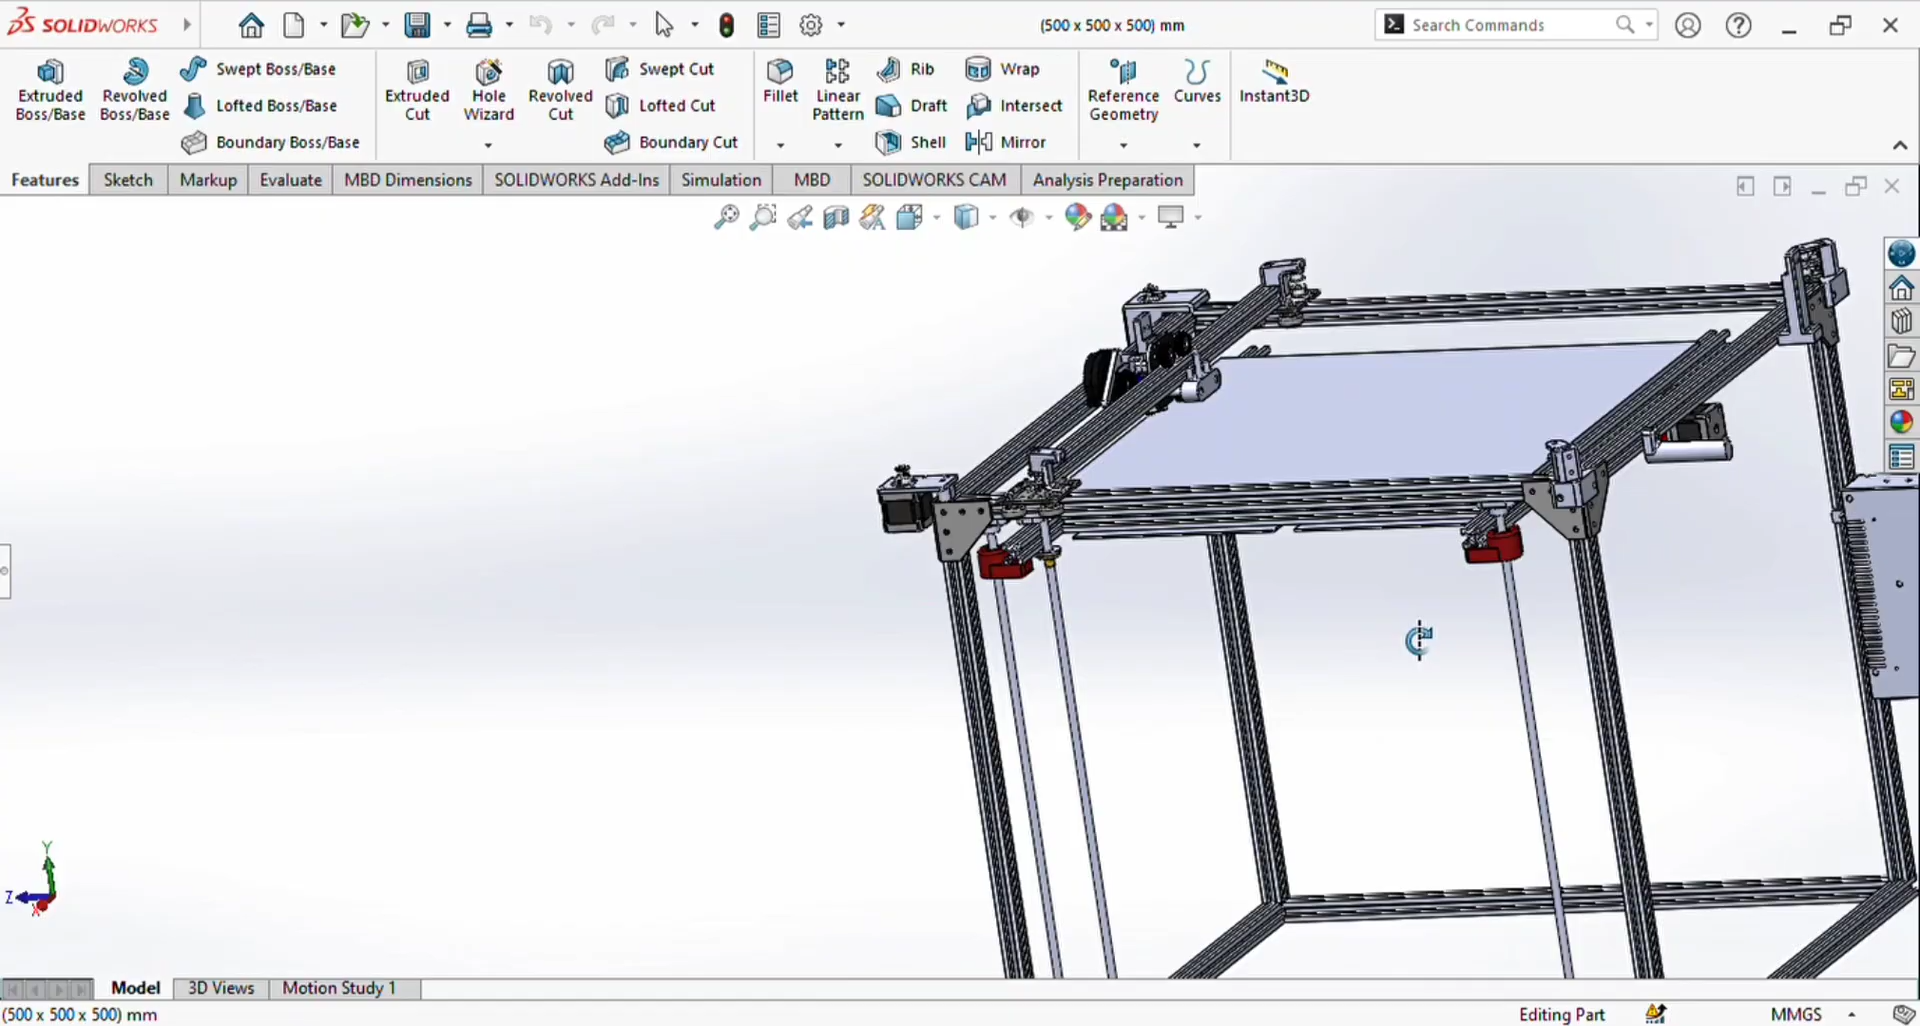 SOLIDWORKS
(500 x 500 x 500) mm
Search Commands
Extruded Boss/Base
Revolved Boss/Base
Swept Boss/Base
Lofted Boss/Base
Boundary Boss/Base
Extruded Cut
Hole Wizard
Revolved Cut
Swept Cut
Lofted Cut
Boundary Cut
Fillet
Linear Pattern
Rib
Draft
Shell
Wrap
Intersect
Mirror
Reference Geometry
Curves
Instant3D
Features
Sketch
Markup
Evaluate
MBD Dimensions
SOLIDWORKS Add-Ins
Simulation
MBD
SOLIDWORKS CAM
Analysis Preparation
Y
Z
X
Model
3D Views
Motion Study 1
(500 x 500 x 500) mm
Editing Part
MMGS